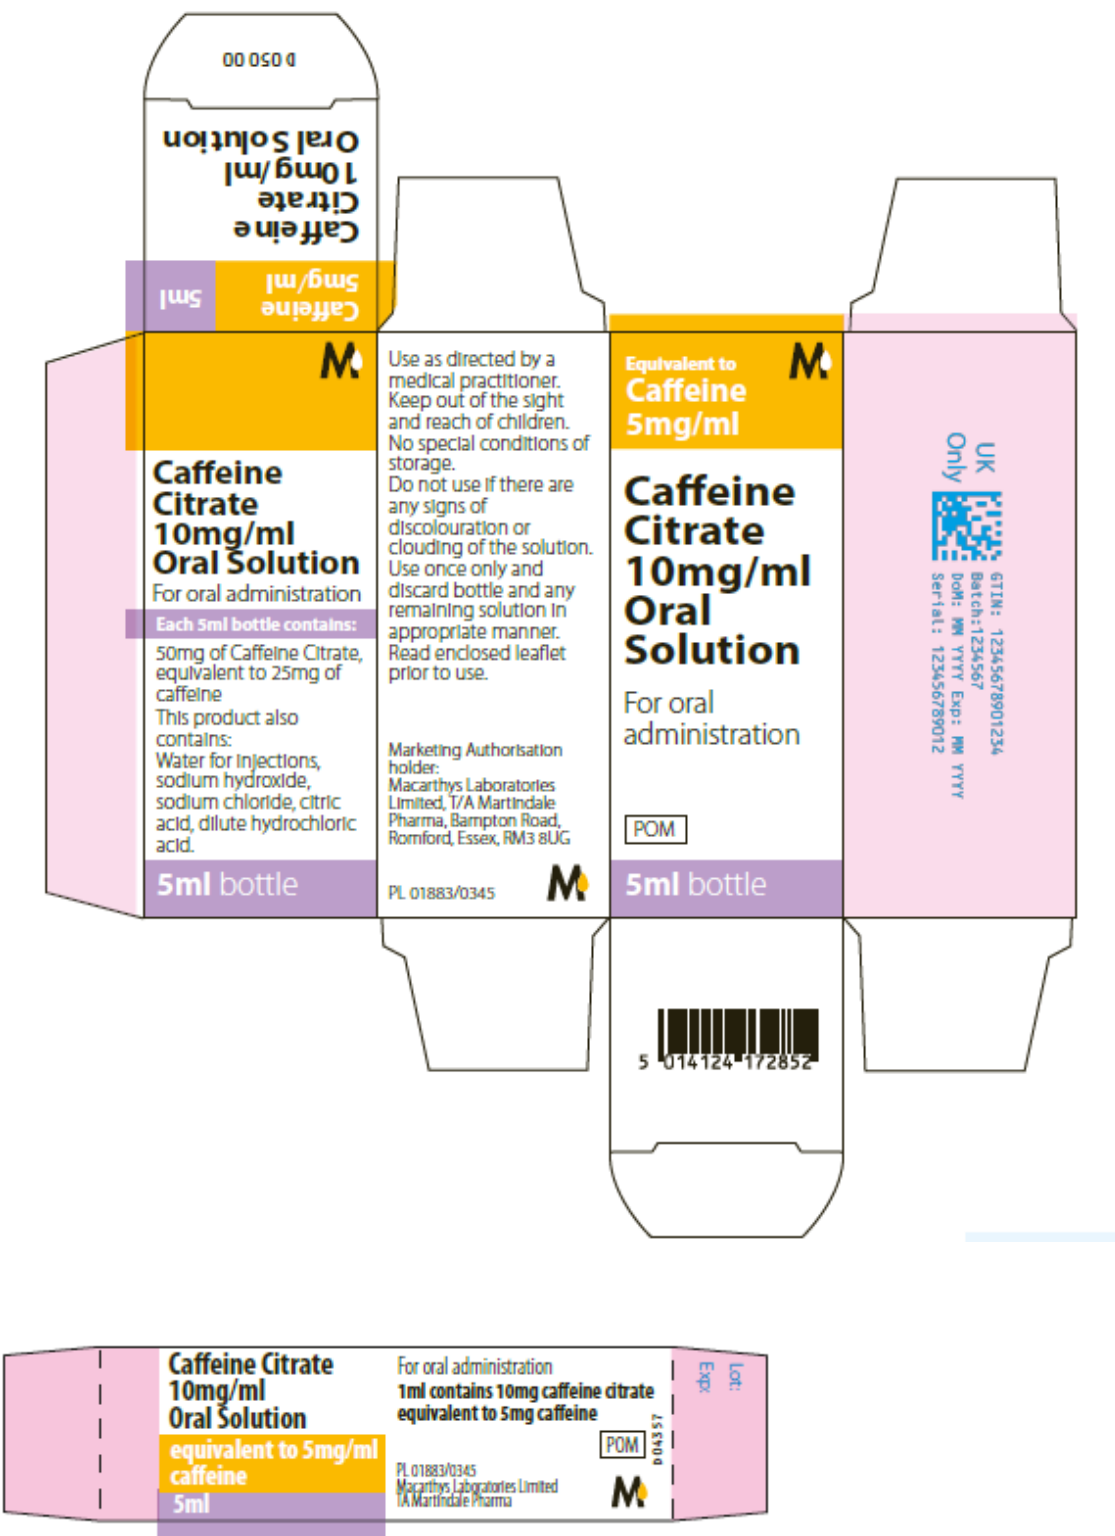 D 050 00
Caffeine
Citrate
10mg/ml
Oral Solution
Caffeine
5mg/ml
5ml
M
Caffeine
Citrate
10mg/ml
Oral Solution
For oral administration
Each 5ml bottle contains:
50mg of Caffeine Citrate,
equivalent to 25mg of
caffeine
This product also
contains:
Water for injections,
sodium hydroxide,
sodium chloride, citric
acid, dilute hydrochloric
acid.
5ml bottle
Use as directed by a
medical practitioner.
Keep out of the sight
and reach of children.
No special conditions of
storage.
Do not use if there are
any signs of
discolouration or
clouding of the solution.
Use once only and
discard bottle and any
remaining solution in
appropriate manner.
Read enclosed leaflet
prior to use.
Marketing Authorisation
holder:
Macarthys Laboratories
Limited, T/A Martindale
Pharma, Bampton Road,
Romford, Essex, RM3 8UG
PL 01883/0345
M
Equivalent to
Caffeine
5mg/ml
M
Caffeine
Citrate
10mg/ml
Oral
Solution
For oral
administration
POM
5ml bottle
UK
Only
GTIN: 12345678901234
Batch:1234567
DoM: MM YYYY Exp: MM YYYY
Serial: 123456789012
5 014124 172852
Caffeine Citrate
10mg/ml
Oral Solution
equivalent to 5mg/ml
caffeine
5ml
For oral administration
1ml contains 10mg caffeine citrate
equivalent to 5mg caffeine
POM
PL 01883/0345
Macarthys Laboratories Limited
TA Martindale Pharma
M
D04357
Lot:
Exp: